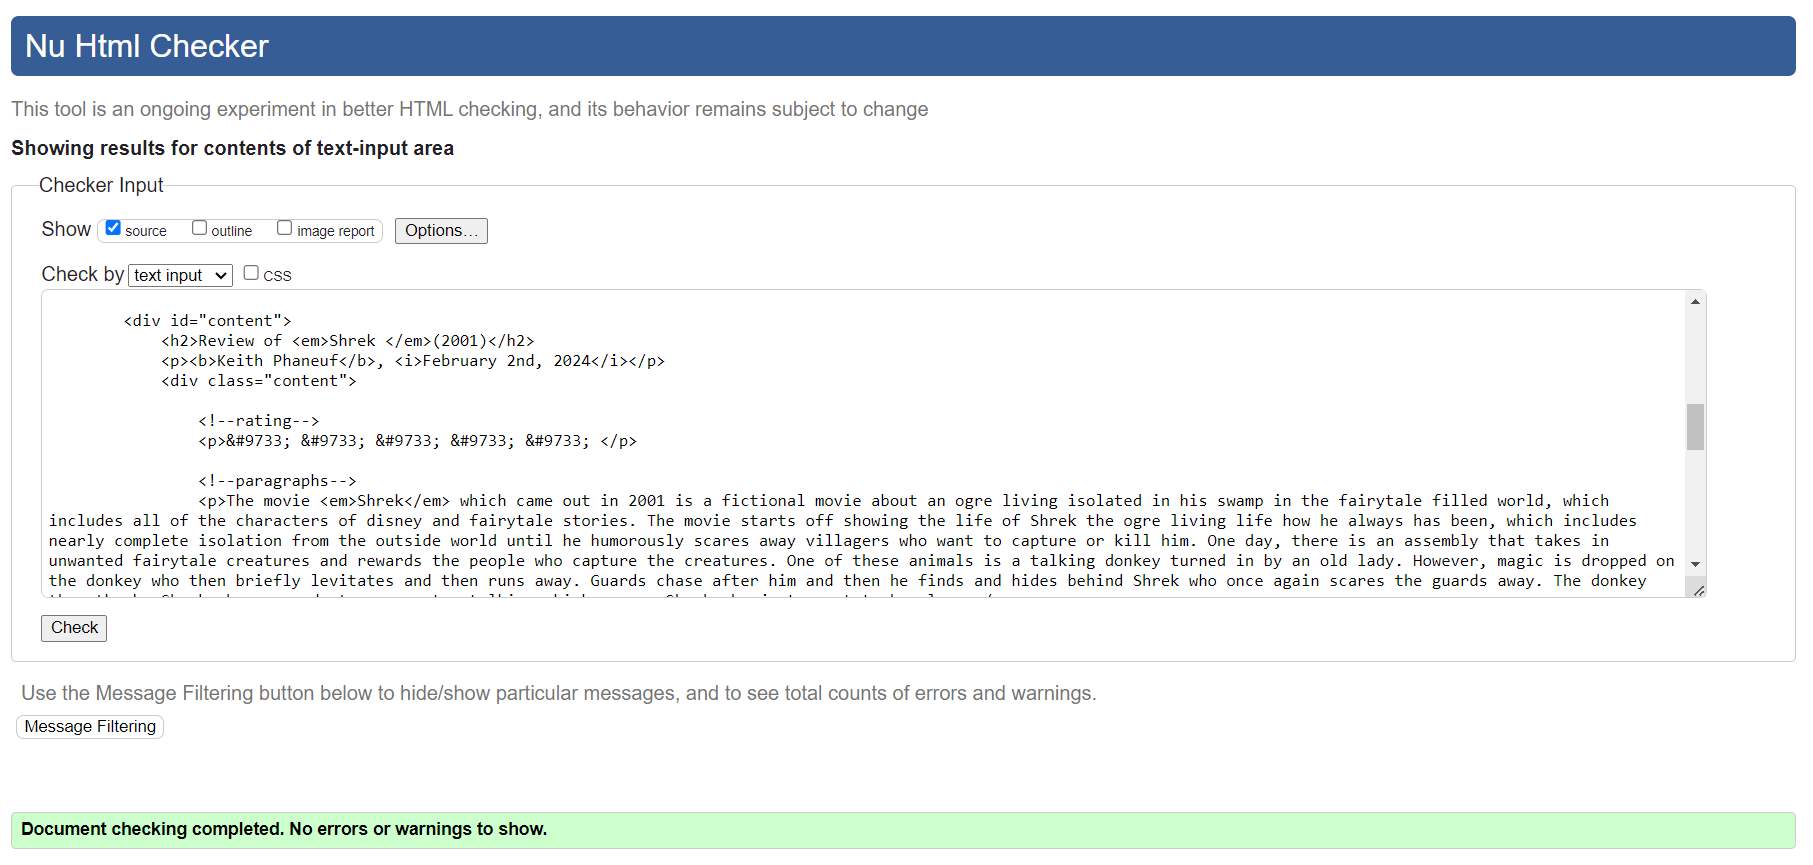 Nu Html Checker
This tool is an ongoing experiment in better HTML checking, and its behavior remains subject to change
Showing results for contents of text-input area
Checker Input
Show source outline image report Options...
Check by text input CSS
<div id="content">
<h2>Review of <em>Shrek </em>(2001)</h2>
<p><b>Keith Phaneuf</b>, <i>February 2nd, 2024</i></p>
<div class="content">
<!--rating-->
<p>&#9733; &#9733; &#9733; &#9733; &#9733; </p>
<!--paragraphs-->
<p>The movie <em>Shrek</em> which came out in 2001 is a fictional movie about an ogre living isolated in his swamp in the fairytale filled world, which
includes all of the characters of disney and fairytale stories. The movie starts off showing the life of Shrek the ogre living life how he always has been, which includes
nearly complete isolation from the outside world until he humorously scares away villagers who want to capture or kill him. One day, there is an assembly that takes in
unwanted fairytale creatures and rewards the people who capture the creatures. One of these animals is a talking donkey turned in by an old lady. However, magic is dropped on
the donkey who then briefly levitates and then runs away. Guards chase after him and then he finds and hides behind Shrek who once again scares the guards away. The donkey
Check
Use the Message Filtering button below to hide/show particular messages, and to see total counts of errors and warnings.
Message Filtering
Document checking completed. No errors or warnings to show.